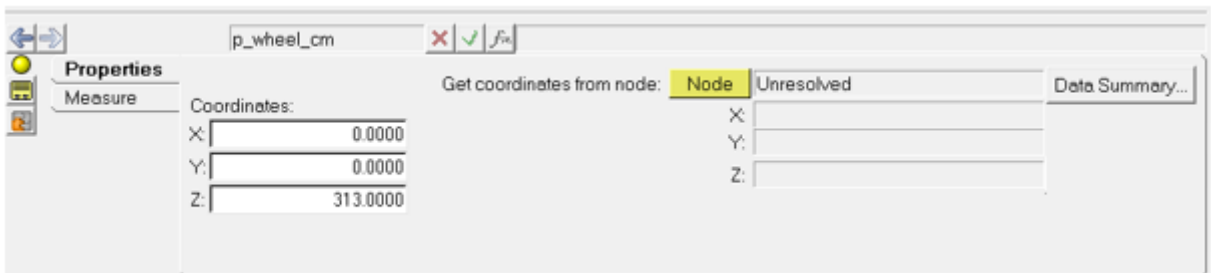 p_wheel_cm
Properties
Measure
Get coordinates from node: Node Unresolved Data Summary...
Coordinates:
X: 0.0000
Y: 0.0000
Z: 313.0000
X:
Y:
Z: